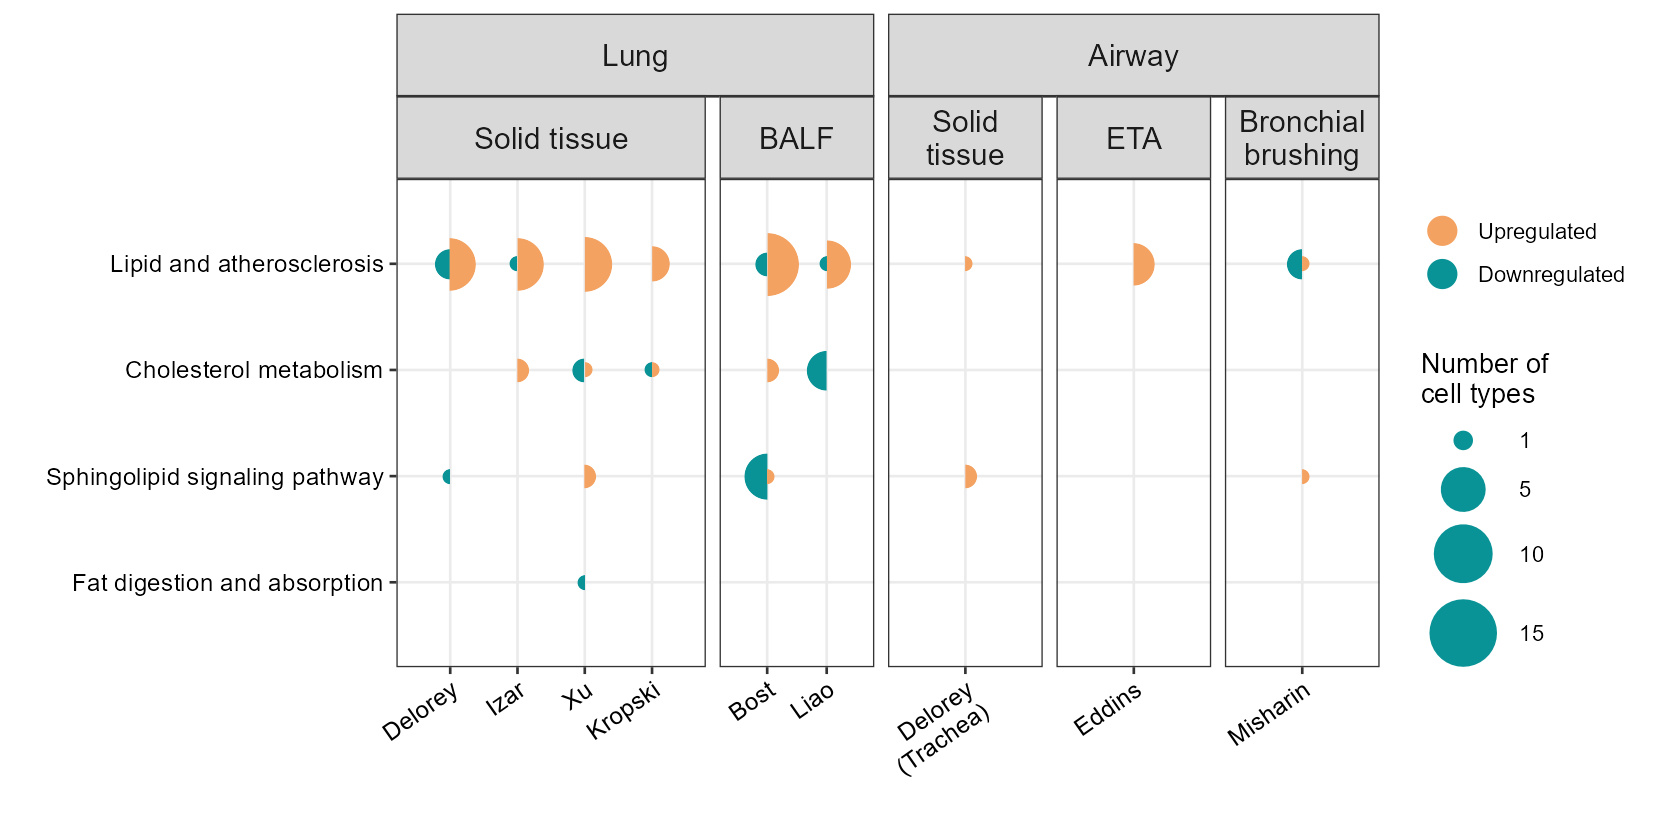 Lung
Airway
Solid tissue
BALF
Solid
tissue
ETA
Bronchial
brushing
Lipid and atherosclerosis
Cholesterol metabolism
Sphingolipid signaling pathway
Fat digestion and absorption
Delorey
Izar
Xu
Kropski
Bost
Liao
Delorey
(Trachea)
Eddins
Misharin
Upregulated
Downregulated
Number of
cell types
1
5
10
15